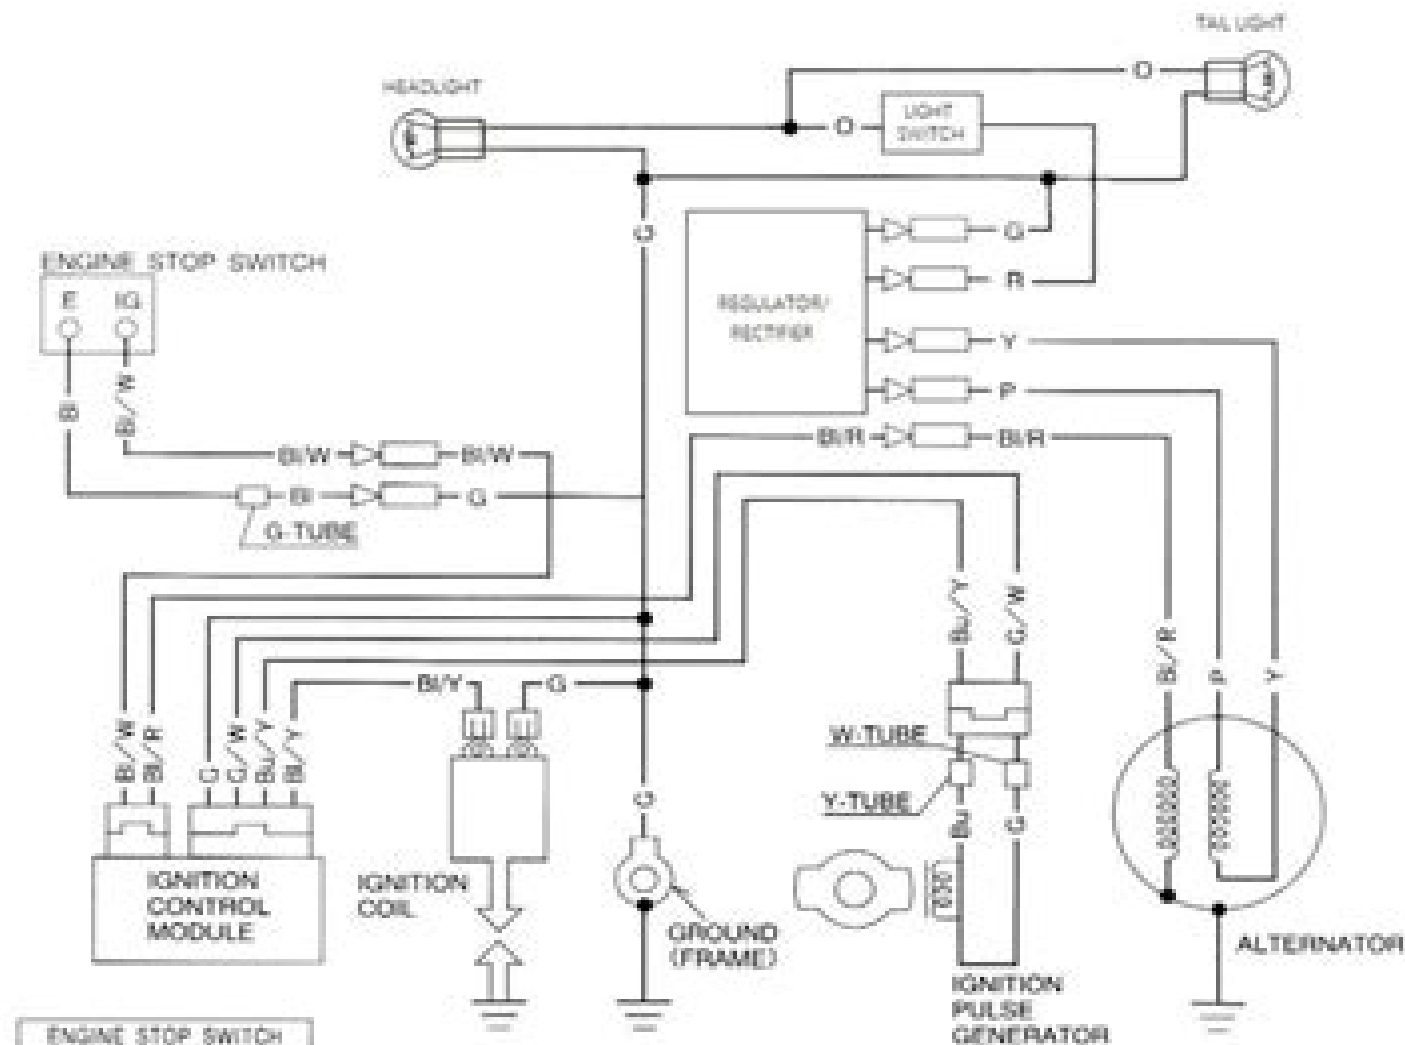 TAIL LIGHT
HEADLIGHT
O
LIGHT
SWITCH
O
G
G
R
ENGINE STOP SWITCH
E IG
REGULATOR/
RECTIFIER
Y
P
Bl
Bl/W
Bl/R
Bl/R
Bl/W
Bl/W
Bl
G
G-TUBE
Bu/Y
G/W
Bl/R
P
Y
Bl/Y
G
Bl/W
Bl/R
G
G/W
Bu/Y
Bl/Y
W-TUBE
Y-TUBE
G
Bu
G
IGNITION
CONTROL
MODULE
IGNITION
COIL
GROUND
(FRAME)
ALTERNATOR
IGNITION
PULSE
GENERATOR
ENGINE STOP SWITCH